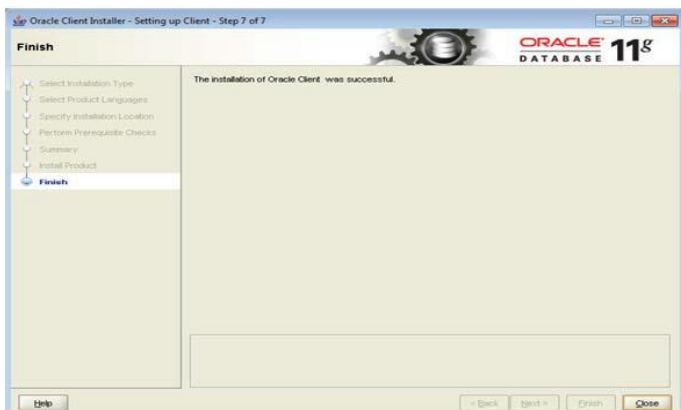 Oracle Client Installer - Setting up Client - Step 7 of 7
Finish
ORACLE
DATABASE 11g
Select Installation Type
Select Product Languages
Specify Installation Location
Perform Prerequisite Checks
Summary
Install Product
Finish
The installation of Oracle Client was successful.
Help
< Back
Next >
Finish
Close